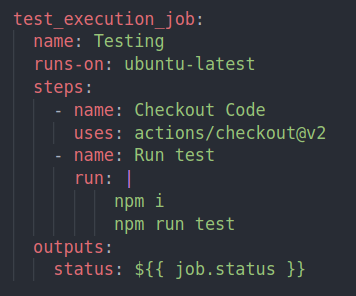 test_execution_job:
  name: Testing
  runs-on: ubuntu-latest
  steps:
    - name: Checkout Code
      uses: actions/checkout@v2
    - name: Run test
      run: |
          npm i
          npm run test
  outputs:
    status: ${{ job.status }}